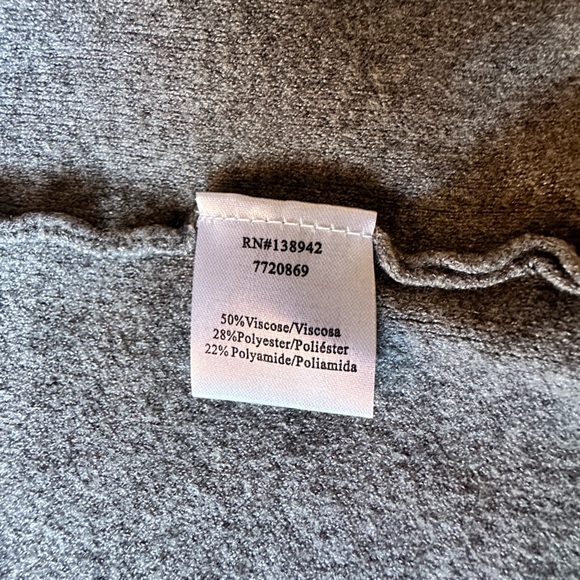 RN#138942
7720869
50%Viscose/Viscosa
28%Polyester/Poliéster
22% Polyamide/Poliamida